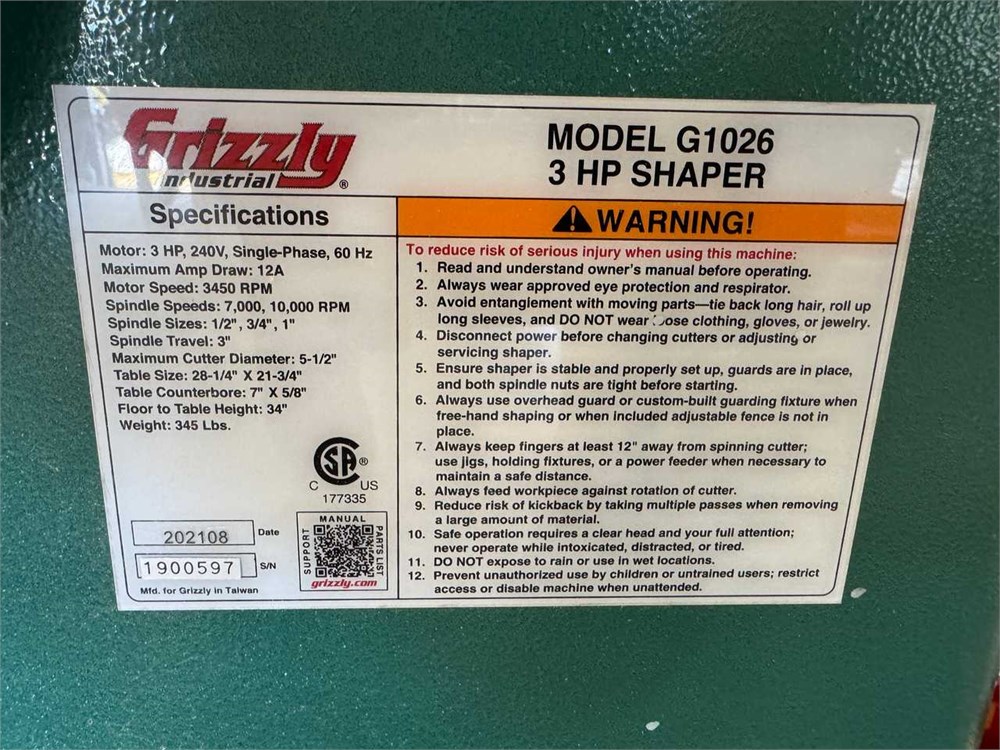 Grizzly
Industrial®
MODEL G1026
3 HP SHAPER
Specifications
Motor: 3 HP, 240V, Single-Phase, 60 Hz
Maximum Amp Draw: 12A
Motor Speed: 3450 RPM
Spindle Speeds: 7,000, 10,000 RPM
Spindle Sizes: 1/2", 3/4", 1"
Spindle Travel: 3"
Maximum Cutter Diameter: 5-1/2"
Table Size: 28-1/4" X 21-3/4"
Table Counterbore: 7" X 5/8"
Floor to Table Height: 34"
Weight: 345 Lbs.
SA®
C US
177335
202108 Date
1900597 S/N
Mfd. for Grizzly in Taiwan
MANUAL
SUPPORT
PARTS LIST
grizzly.com
WARNING!
To reduce risk of serious injury when using this machine:
1. Read and understand owner's manual before operating.
2. Always wear approved eye protection and respirator.
3. Avoid entanglement with moving parts—tie back long hair, roll up
long sleeves, and DO NOT wear loose clothing, gloves, or jewelry.
4. Disconnect power before changing cutters or adjusting or
servicing shaper.
5. Ensure shaper is stable and properly set up, guards are in place,
and both spindle nuts are tight before starting.
6. Always use overhead guard or custom-built guarding fixture when
free-hand shaping or when included adjustable fence is not in
place.
7. Always keep fingers at least 12" away from spinning cutter;
use jigs, holding fixtures, or a power feeder when necessary to
maintain a safe distance.
8. Always feed workpiece against rotation of cutter.
9. Reduce risk of kickback by taking multiple passes when removing
a large amount of material.
10. Safe operation requires a clear head and your full attention;
never operate while intoxicated, distracted, or tired.
11. DO NOT expose to rain or use in wet locations.
12. Prevent unauthorized use by children or untrained users; restrict
access or disable machine when unattended.